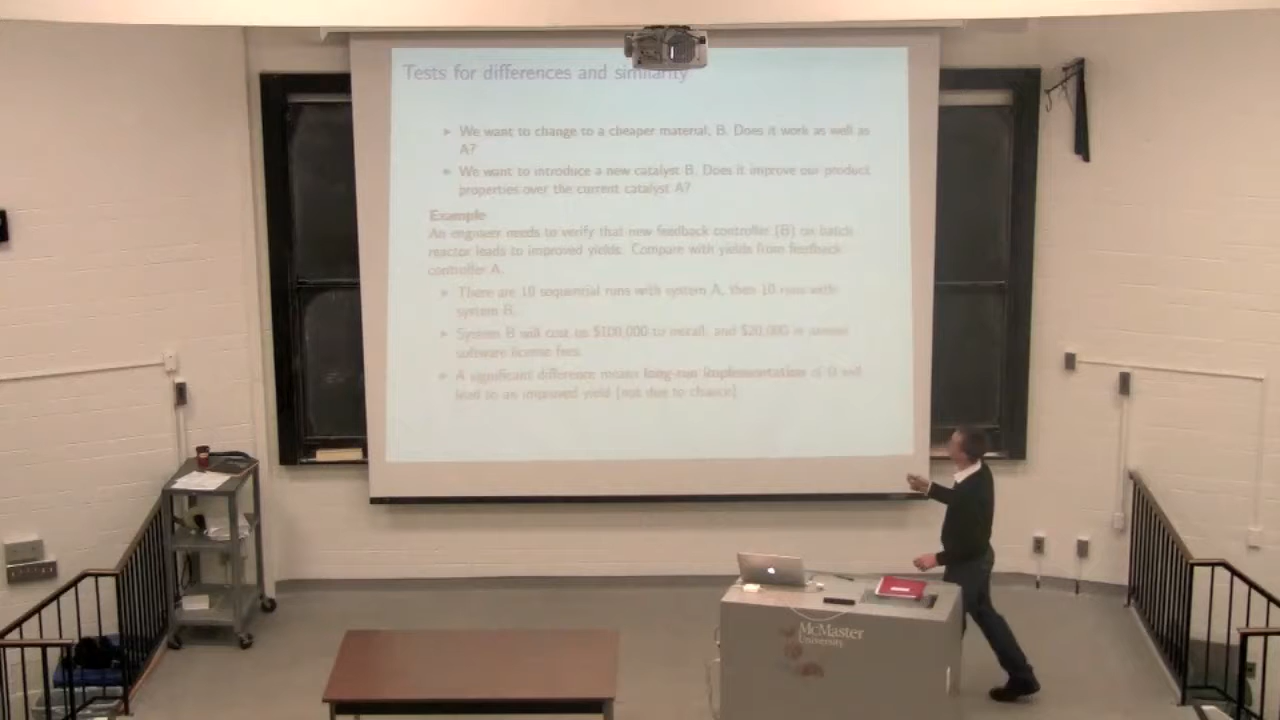 Tests for differences and similarity
We want to change to a cheaper material, B. Does it work as well as
A?
We want to introduce a new catalyst B. Does it improve our product
properties over the current catalyst A?
Example
An engineer needs to verify that new feedback controller (B) on batch
reactor leads to improved yields. Compare with yields from feedback
controller A.
There are 10 sequential runs with system A, then 10 runs with
system B.
System B will cost us $100,000 to install, and $20,000 in annual
software license fees.
A significant difference means long-run implementation of B will
lead to an improved yield [not due to chance]
McMaster
University